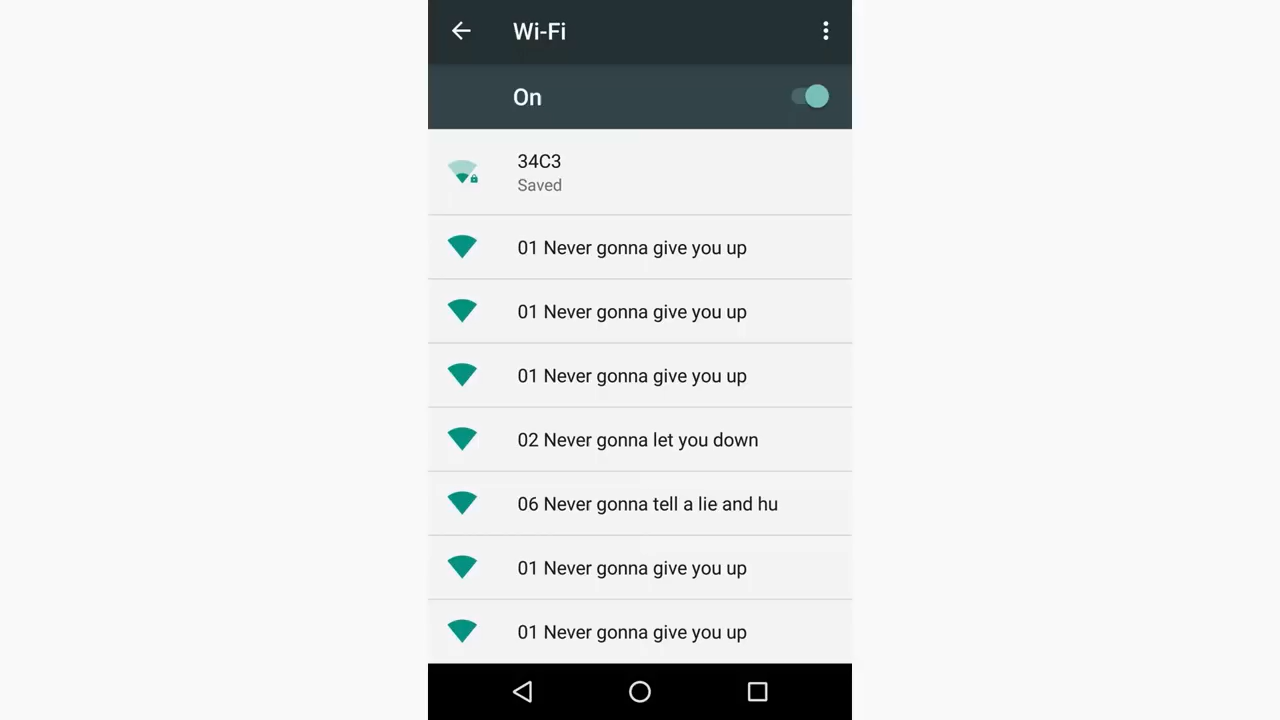 Wi-Fi
On
34C3
Saved
01 Never gonna give you up
01 Never gonna give you up
01 Never gonna give you up
02 Never gonna let you down
06 Never gonna tell a lie and hu
01 Never gonna give you up
01 Never gonna give you up